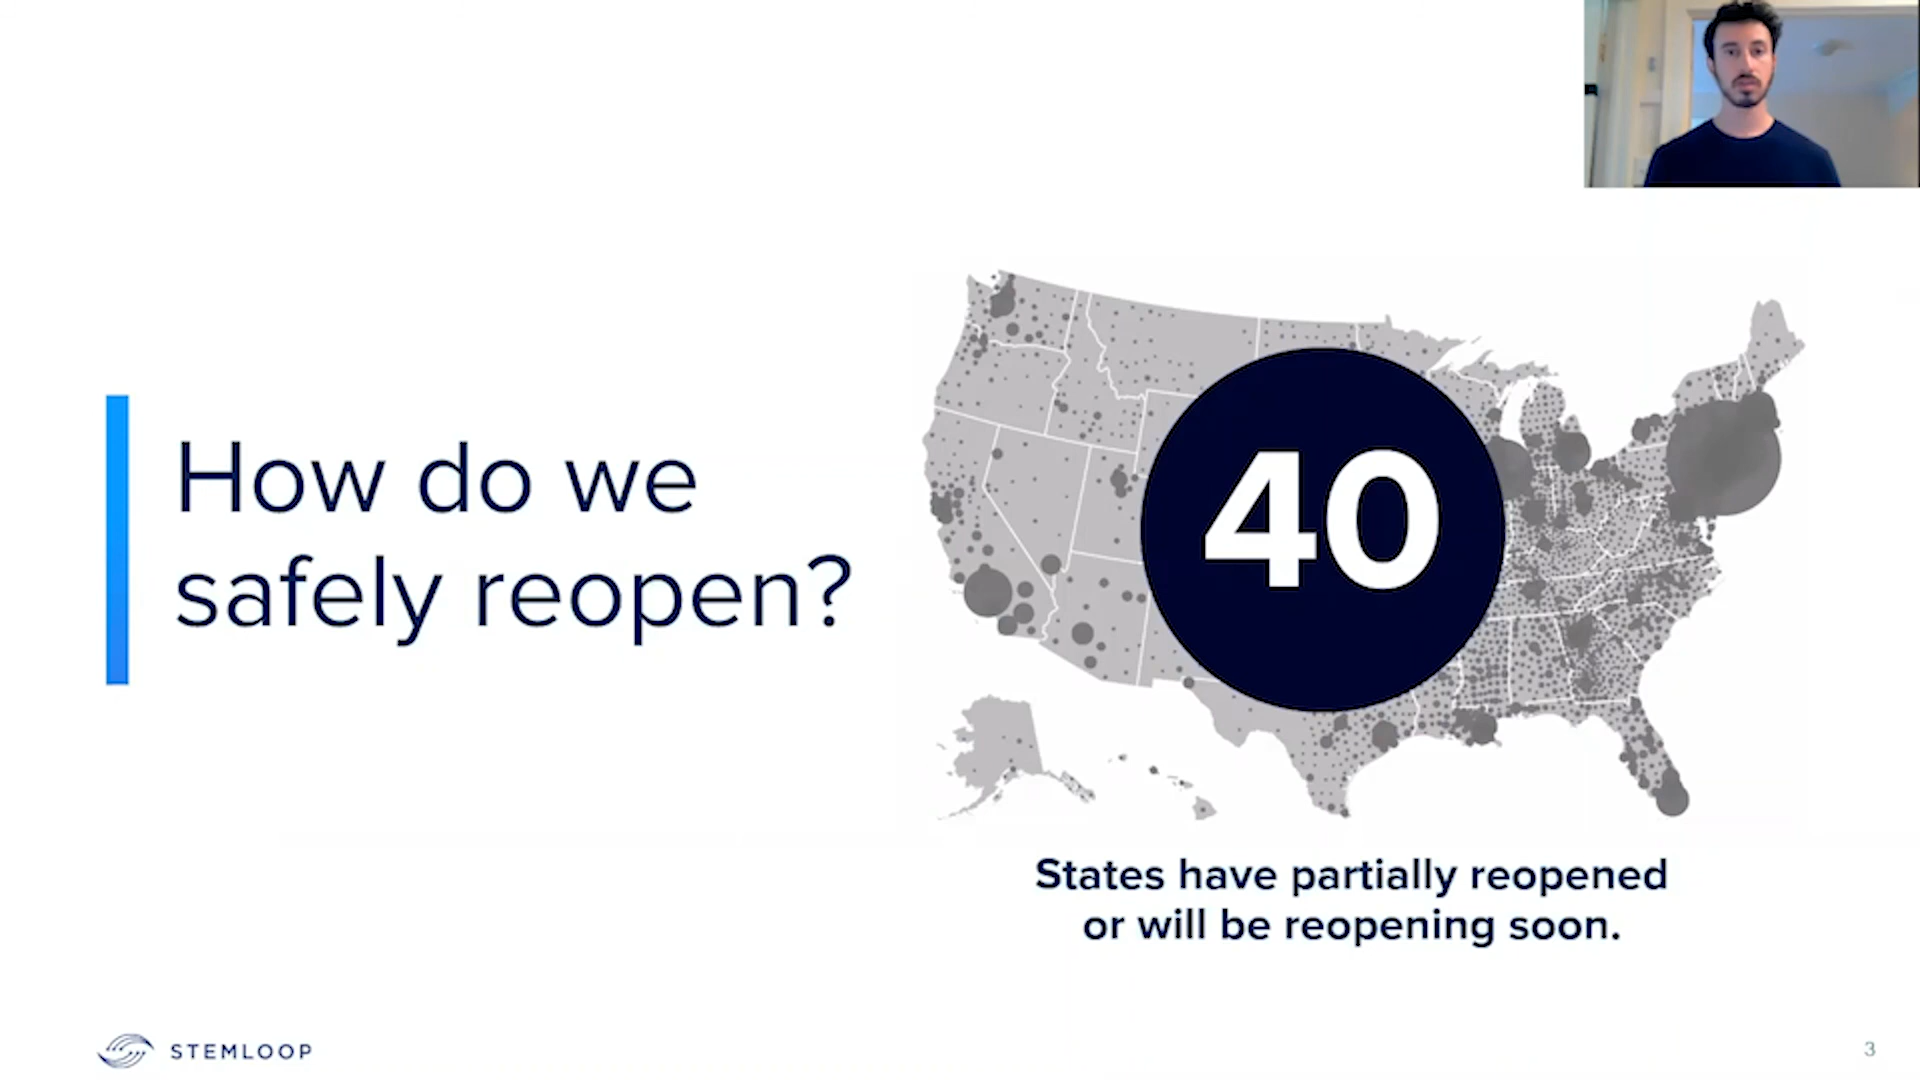 How do we
safely reopen?
40
States have partially reopened
or will be reopening soon.
STEMLOOP
3